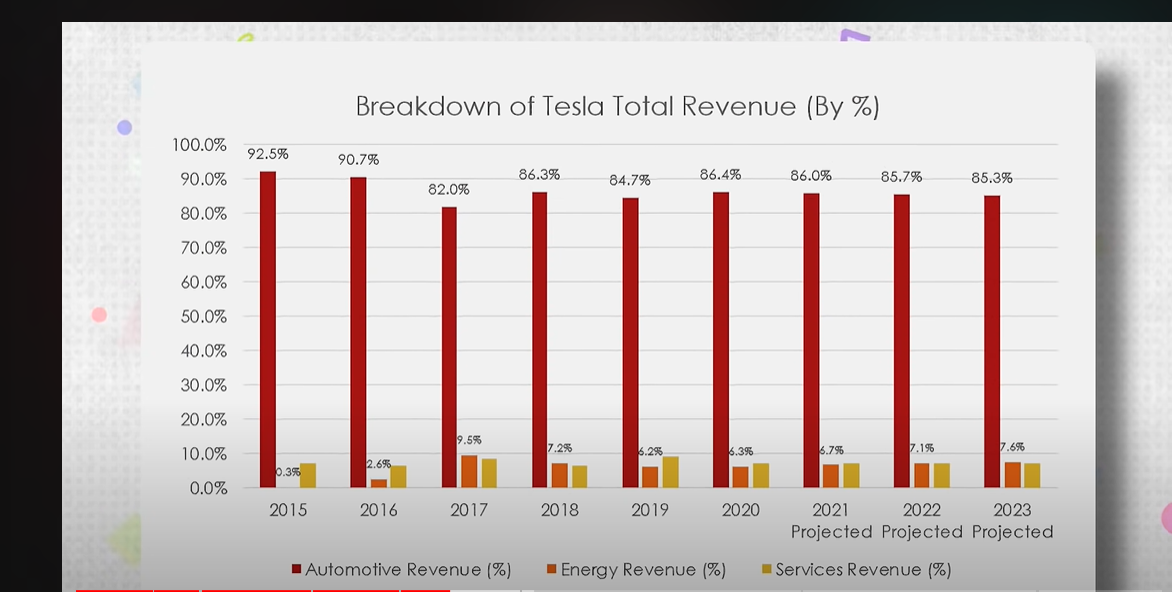 Breakdown of Tesla Total Revenue (By %)
100.0%
90.0%
80.0%
70.0%
60.0%
50.0%
40.0%
30.0%
20.0%
10.0%
0.0%
92.5% 90.7% 82.0% 86.3% 84.7% 86.4% 86.0% 85.7% 85.3%
0.3% 2.6% 9.5% 7.2% 6.2% 6.3% 6.7% 7.1% 7.6%
2015 2016 2017 2018 2019 2020 2021 2022 2023
Projected Projected Projected
Automotive Revenue (%) Energy Revenue (%) Services Revenue (%)